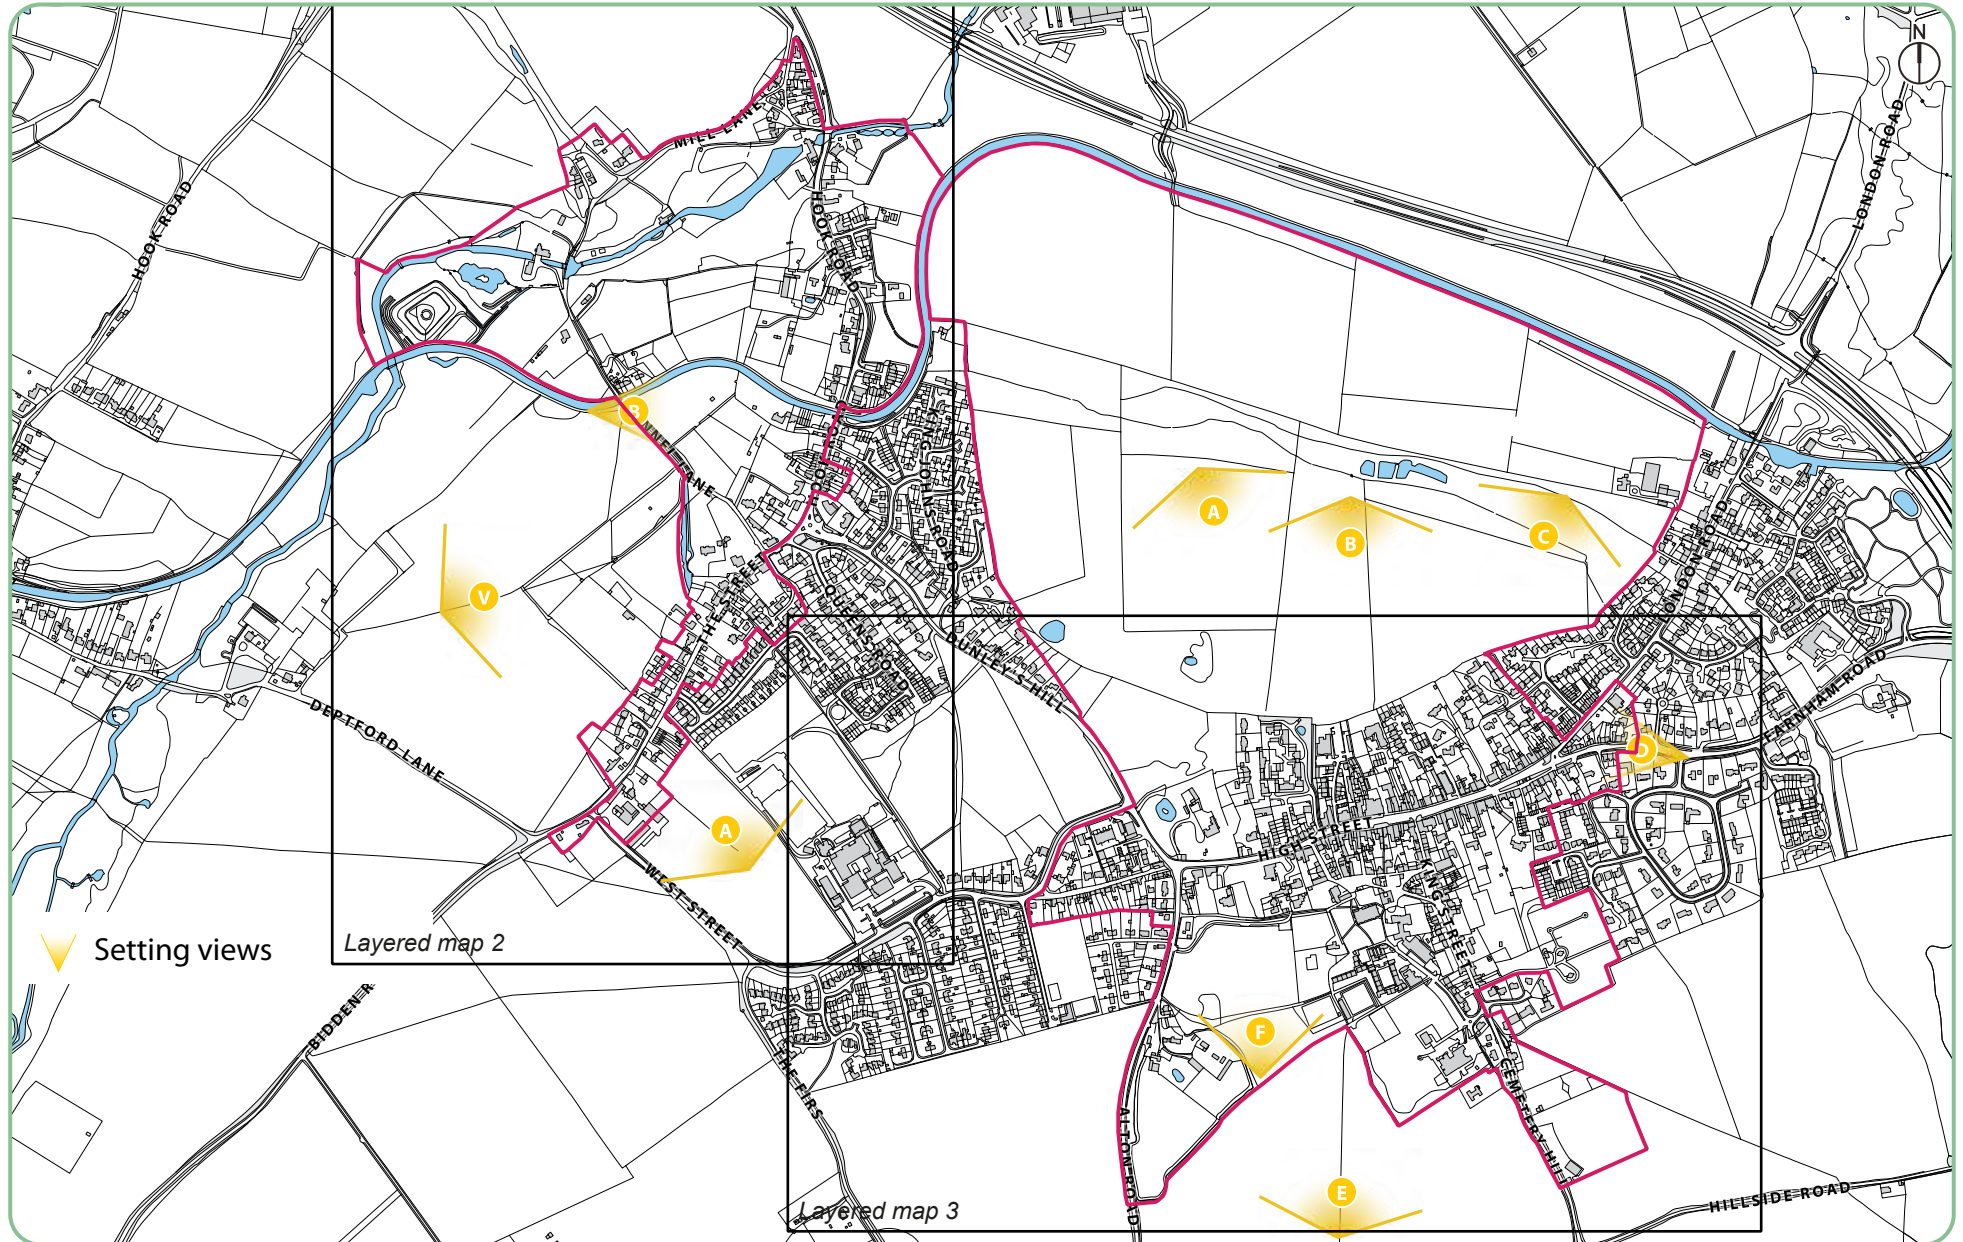 N
LONDON ROAD
MILL LANE
HOOK ROAD
HOOK ROAD
B
KING JOHNS ROAD
A
B
C
LONDON ROAD
V
THE STREET
QUEENS ROAD
DUNLEY'S HILL
FARNHAM ROAD
D
DEPTFORD LANE
A
HIGH STREET
KING STREET
WEST STREET
Setting views
Layered map 2
BIDDEN R
F
THE FIRS
ALTON ROAD
CEMETERY HILL
E
HILLSIDE ROAD
Layered map 3